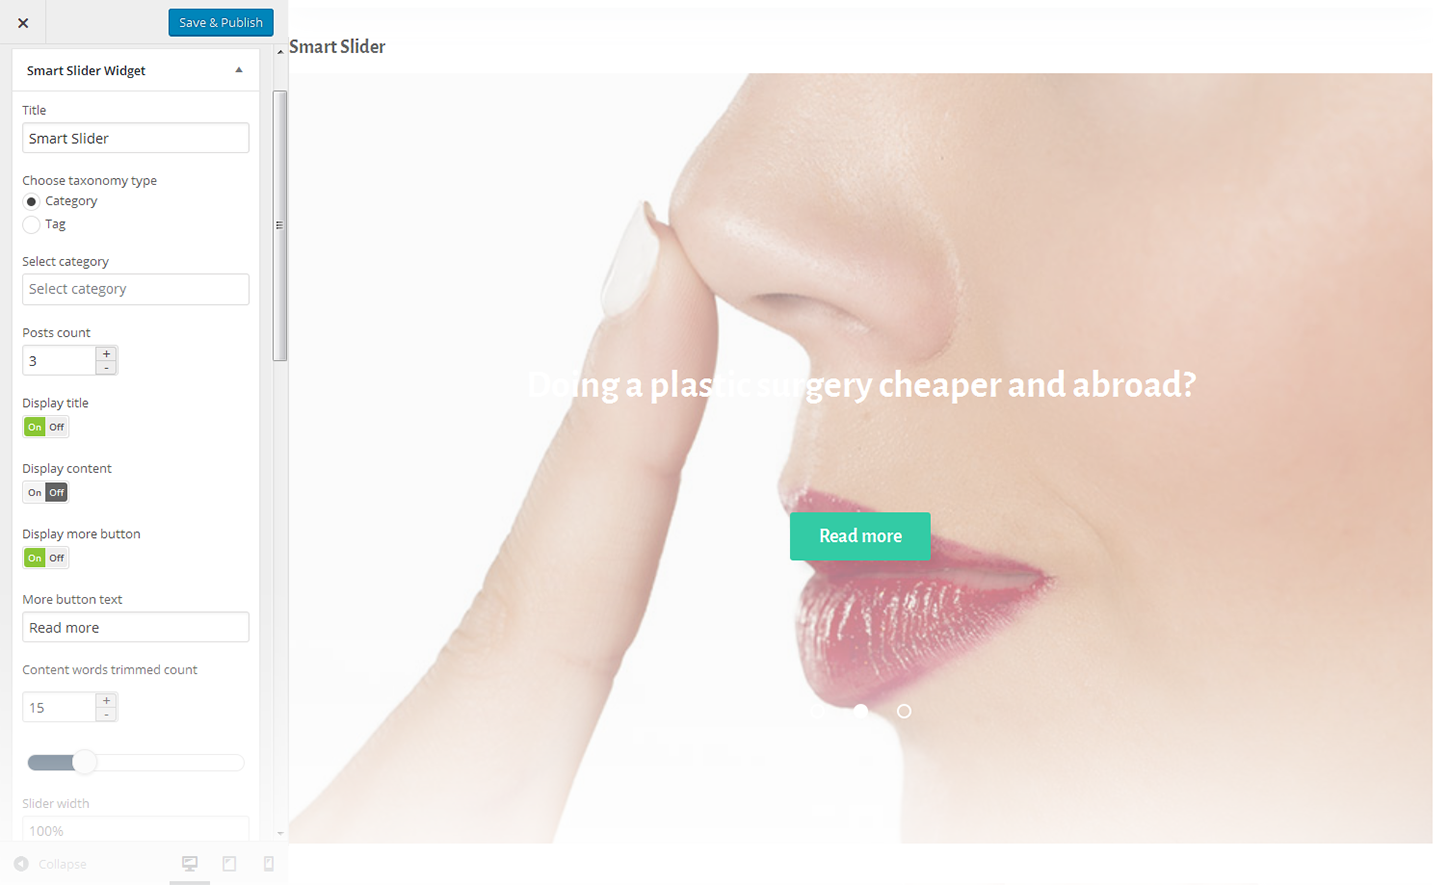 Save & Publish
Smart Slider Widget
Title
Smart Slider
Choose taxonomy type
Category
Tag
Select category
Select category
Posts count
3
+
-
Display title
On Off
Display content
On Off
Display more button
On Off
More button text
Read more
Content words trimmed count
15
+
-
Slider width
100%
Collapse
Smart Slider
Doing a plastic surgery cheaper and abroad?
Read more